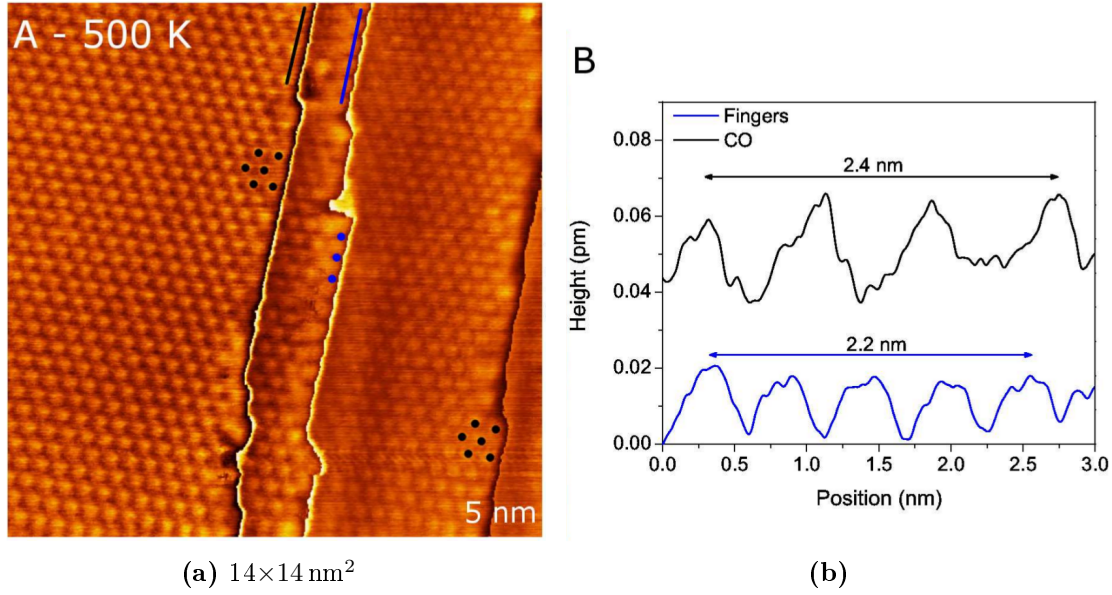 A - 500 K
5 nm
B
Fingers
CO
2.4 nm
2.2 nm
0.08
0.06
0.04
0.02
0.00
Height (pm)
0.0 0.5 1.0 1.5 2.0 2.5 3.0
Position (nm)
(a) 14×14 nm²
(b)